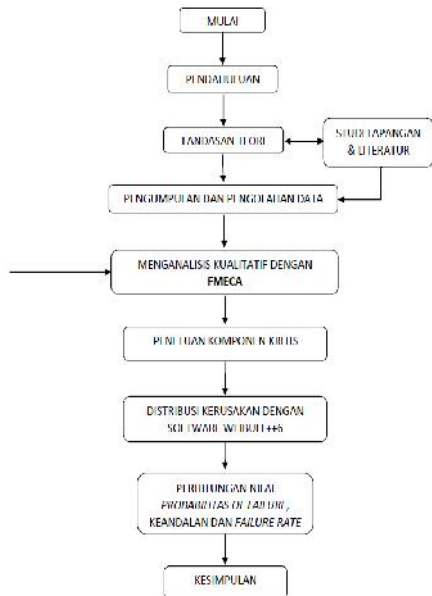 MULAI
PENDAHULUAN
LANDASAN TEORI
STUDI LAPANGAN
& LITERATUR
PENGUMPULAN DAN PENGOLAHAN DATA
MENGANALISIS KUALITATIF DENGAN
FMECA
PENETUAN KOMPONEN KRITIS
DISTRIBUSI KERUSAKAN DENGAN
SOFTWARE WEIBULL ++6
PERHITUNGAN NILAI
PROBABILITAS OF FAILURE,
KEANDALAN DAN FAILURE RATE
KESIMPULAN